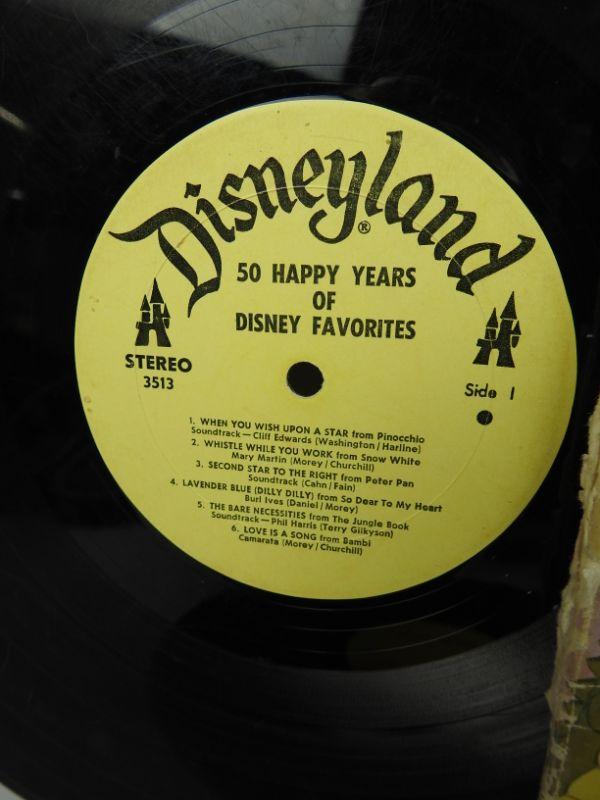 Disneyland®
50 HAPPY YEARS
OF
DISNEY FAVORITES
STEREO
3513
Side 1
1. WHEN YOU WISH UPON A STAR from Pinocchio
Soundtrack—Cliff Edwards (Washington/Harline)
2. WHISTLE WHILE YOU WORK from Snow White
Mary Martin (Morey/Churchill)
3. SECOND STAR TO THE RIGHT from Peter Pan
Soundtrack (Cahn/Fain)
4. LAVENDER BLUE (DILLY DILLY) from So Dear To My Heart
Burl Ives (Daniel/Morey)
5. THE BARE NECESSITIES from The Jungle Book
Soundtrack—Phil Harris (Terry Gilkyson)
6. LOVE IS A SONG from Bambi
Camarata (Morey/Churchill)